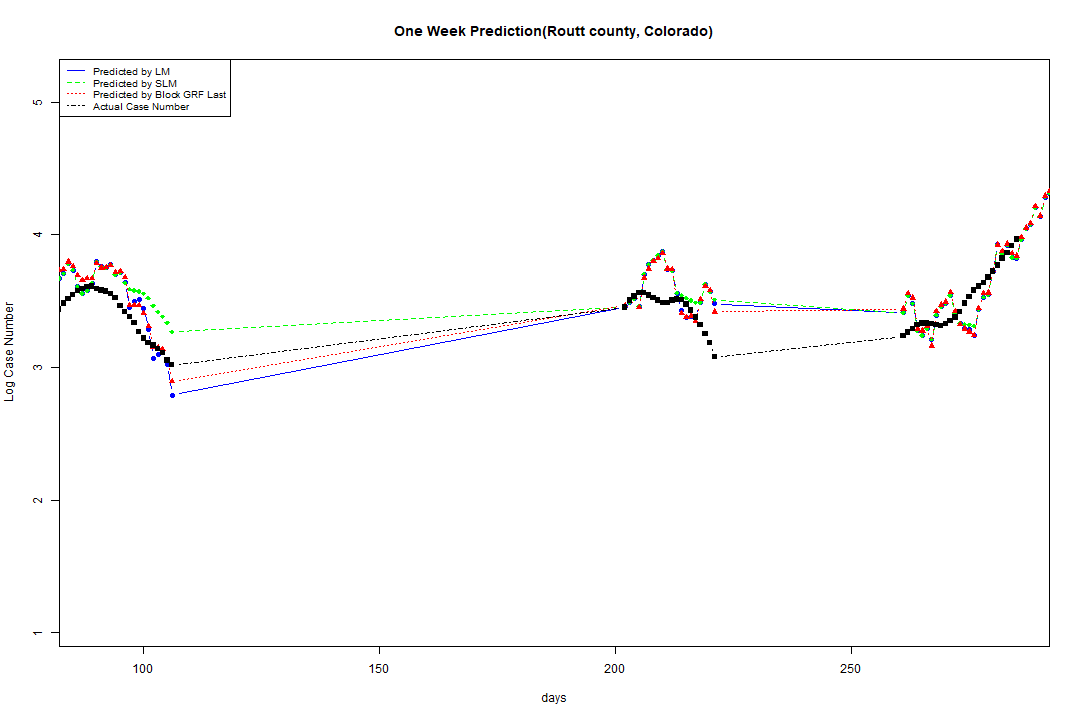 One Week Prediction(Routt county, Colorado)
Predicted by LM
Predicted by SLM
Predicted by Block GRF Last
Actual Case Number
5
4
3
2
1
Log Case Number
100 150 200 250
days